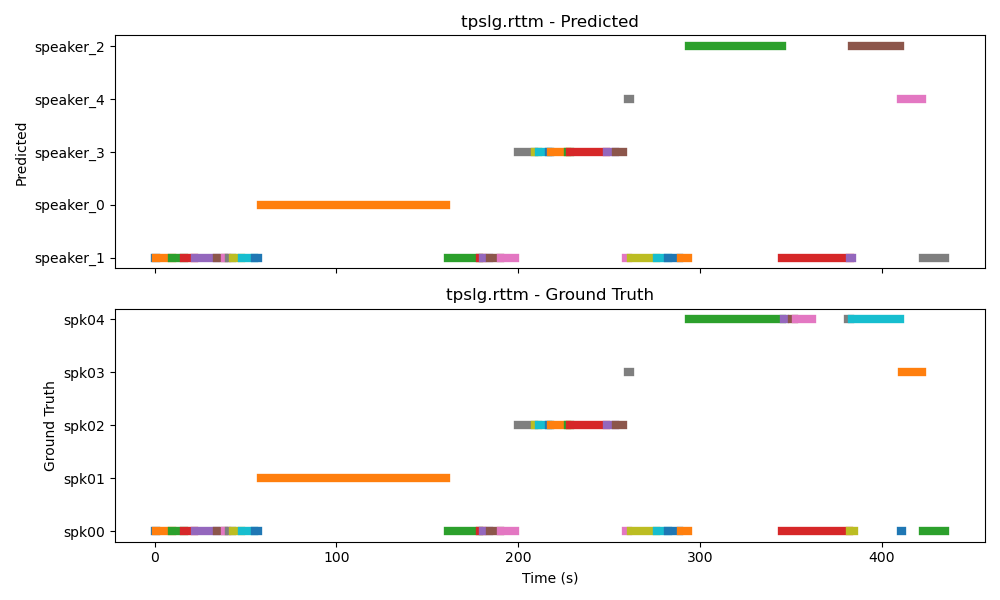 tpslg.rttm - Predicted
Predicted
speaker_2
speaker_4
speaker_3
speaker_0
speaker_1
tpslg.rttm - Ground Truth
Ground Truth
spk04
spk03
spk02
spk01
spk00
0 100 200 300 400
Time (s)